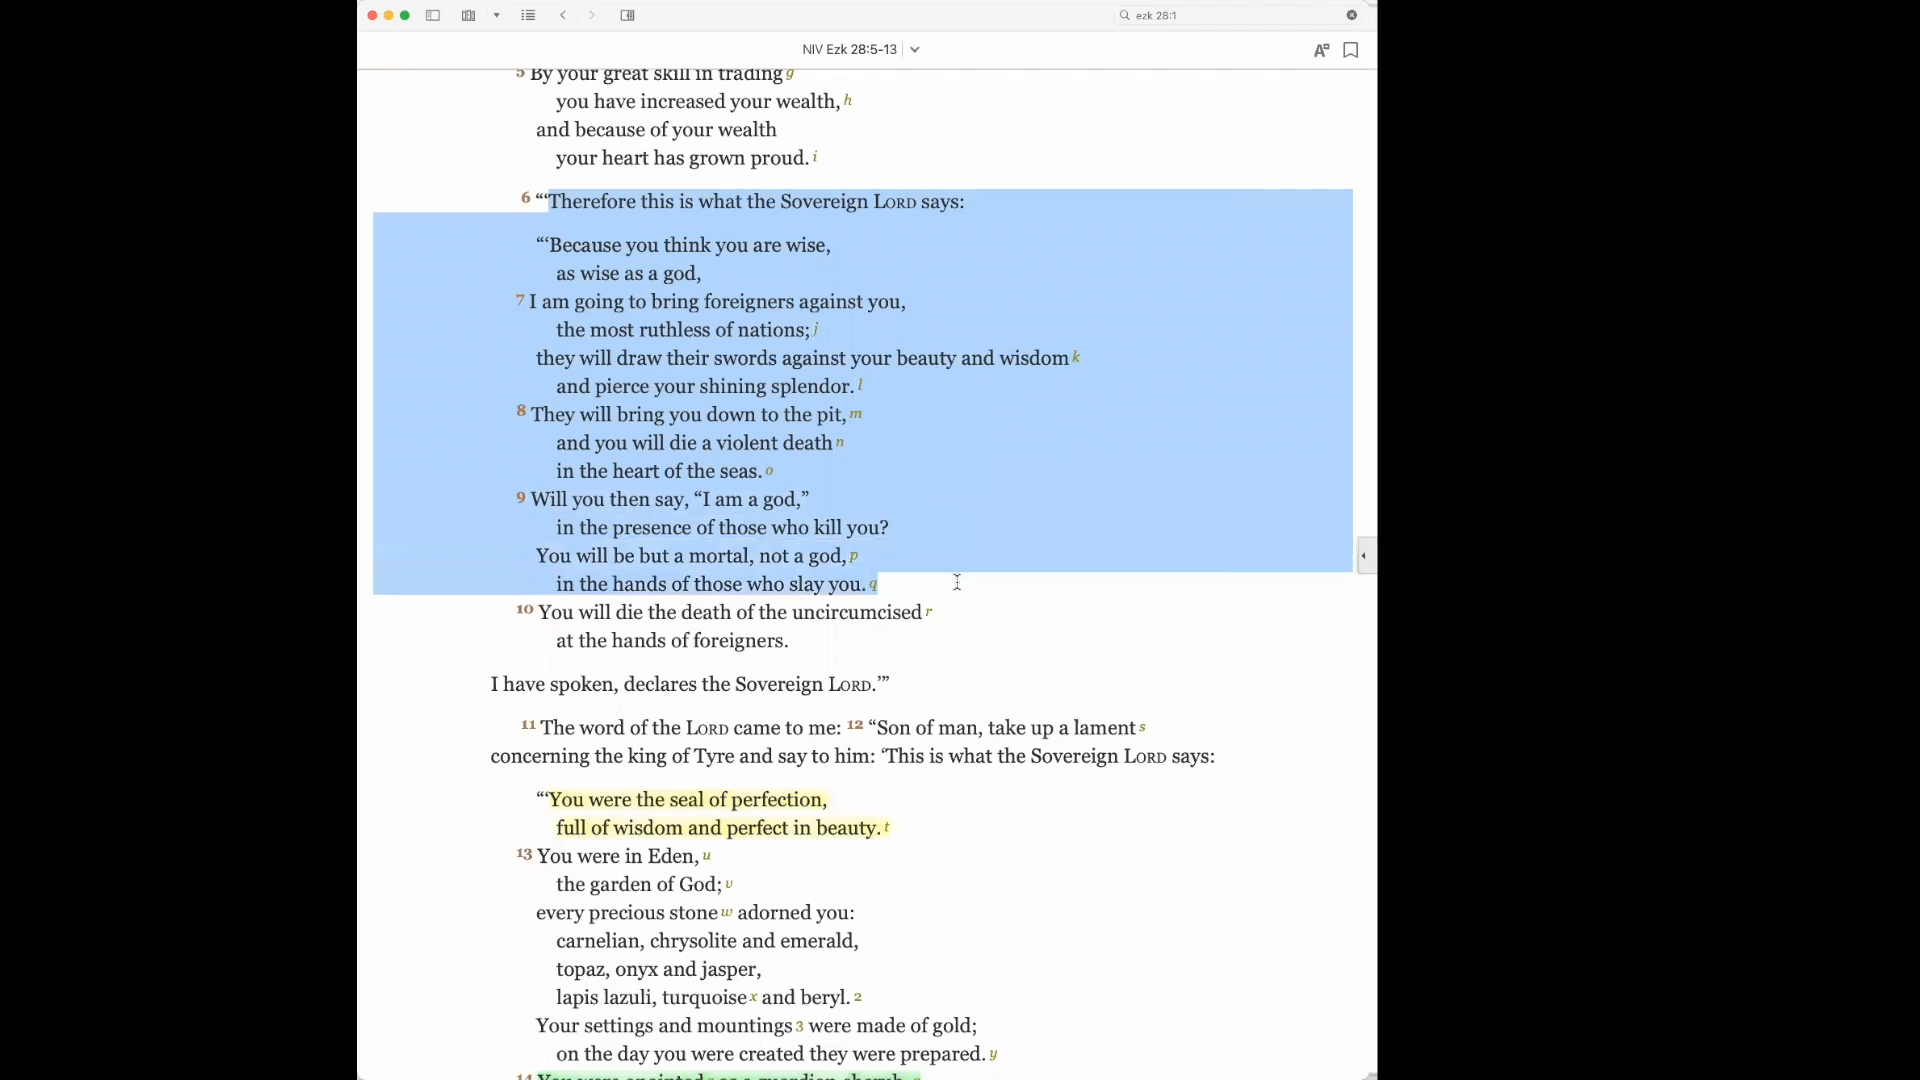 ezk 28:1
NIV Ezk 28:5-13
5 By your great skill in trading g
you have increased your wealth, h
and because of your wealth
your heart has grown proud. i
6 “‘Therefore this is what the Sovereign LORD says:
“‘Because you think you are wise,
as wise as a god,
7 I am going to bring foreigners against you,
the most ruthless of nations; j
they will draw their swords against your beauty and wisdom k
and pierce your shining splendor. l
8 They will bring you down to the pit, m
and you will die a violent death n
in the heart of the seas. o
9 Will you then say, “I am a god,”
in the presence of those who kill you?
You will be but a mortal, not a god, p
in the hands of those who slay you. q
10 You will die the death of the uncircumcised r
at the hands of foreigners.
I have spoken, declares the Sovereign LORD.’”
11 The word of the LORD came to me: 12 “Son of man, take up a lament s
concerning the king of Tyre and say to him: ‘This is what the Sovereign LORD says:
“‘You were the seal of perfection,
full of wisdom and perfect in beauty. t
13 You were in Eden, u
the garden of God; v
every precious stone w adorned you:
carnelian, chrysolite and emerald,
topaz, onyx and jasper,
lapis lazuli, turquoise x and beryl. 2
Your settings and mountings 3 were made of gold;
on the day you were created they were prepared. y
14 You were anointed as a guardian cherub,